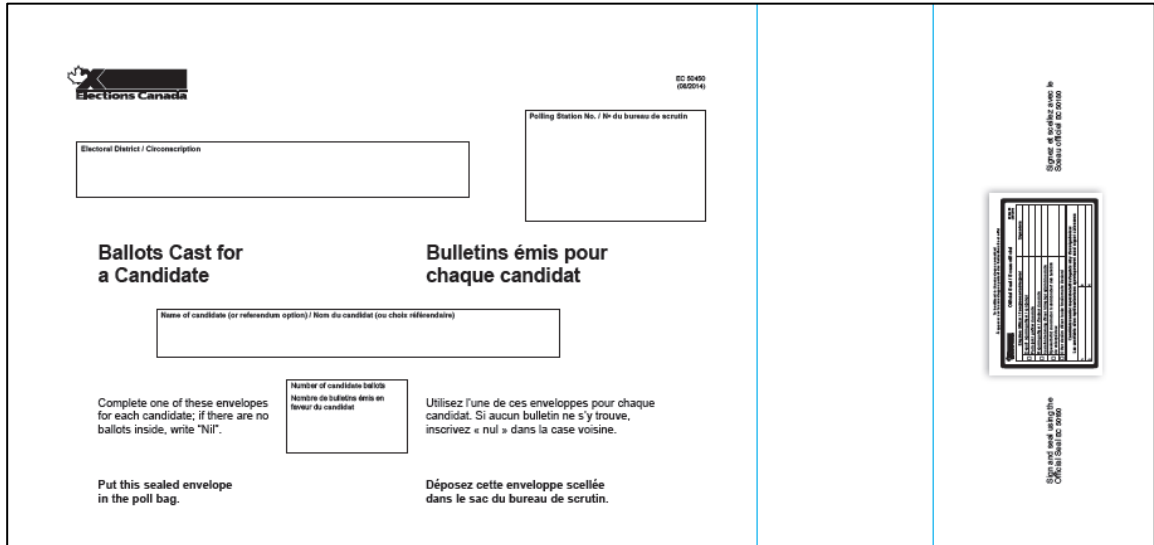 Elections Canada
EC 50450
(08/2014)
Polling Station No. / Nº du bureau de scrutin
Electoral District / Circonscription
Ballots Cast for
a Candidate
Bulletins émis pour
chaque candidat
Name of candidate (or referendum option) / Nom du candidat (ou choix référendaire)
Number of candidate ballots
Nombre de bulletins émis en
faveur du candidat
Complete one of these envelopes
for each candidate; if there are no
ballots inside, write "Nil".
Utilisez l'une de ces enveloppes pour chaque
candidat. Si aucun bulletin ne s'y trouve,
inscrivez « nul » dans la case voisine.
Put this sealed envelope
in the poll bag.
Déposez cette enveloppe scellée
dans le sac du bureau de scrutin.
Signez et scellez avec le
Sceau officiel EC 50160
Official Seal / Sceau officiel
Sign and seal using the
Official Seal EC 50160